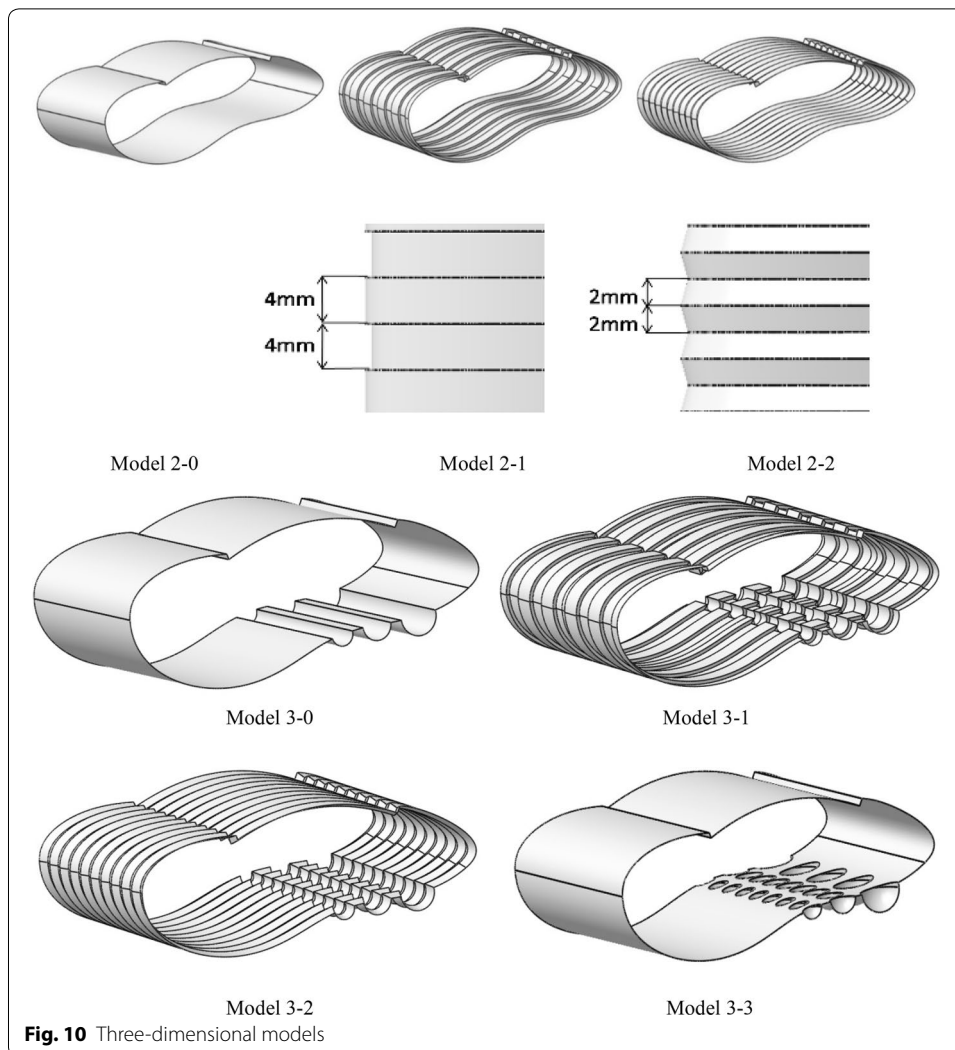 4mm
4mm
2mm
2mm
Model 2-0 Model 2-1 Model 2-2
Model 3-0 Model 3-1
Model 3-2 Model 3-3
Fig. 10 Three-dimensional models